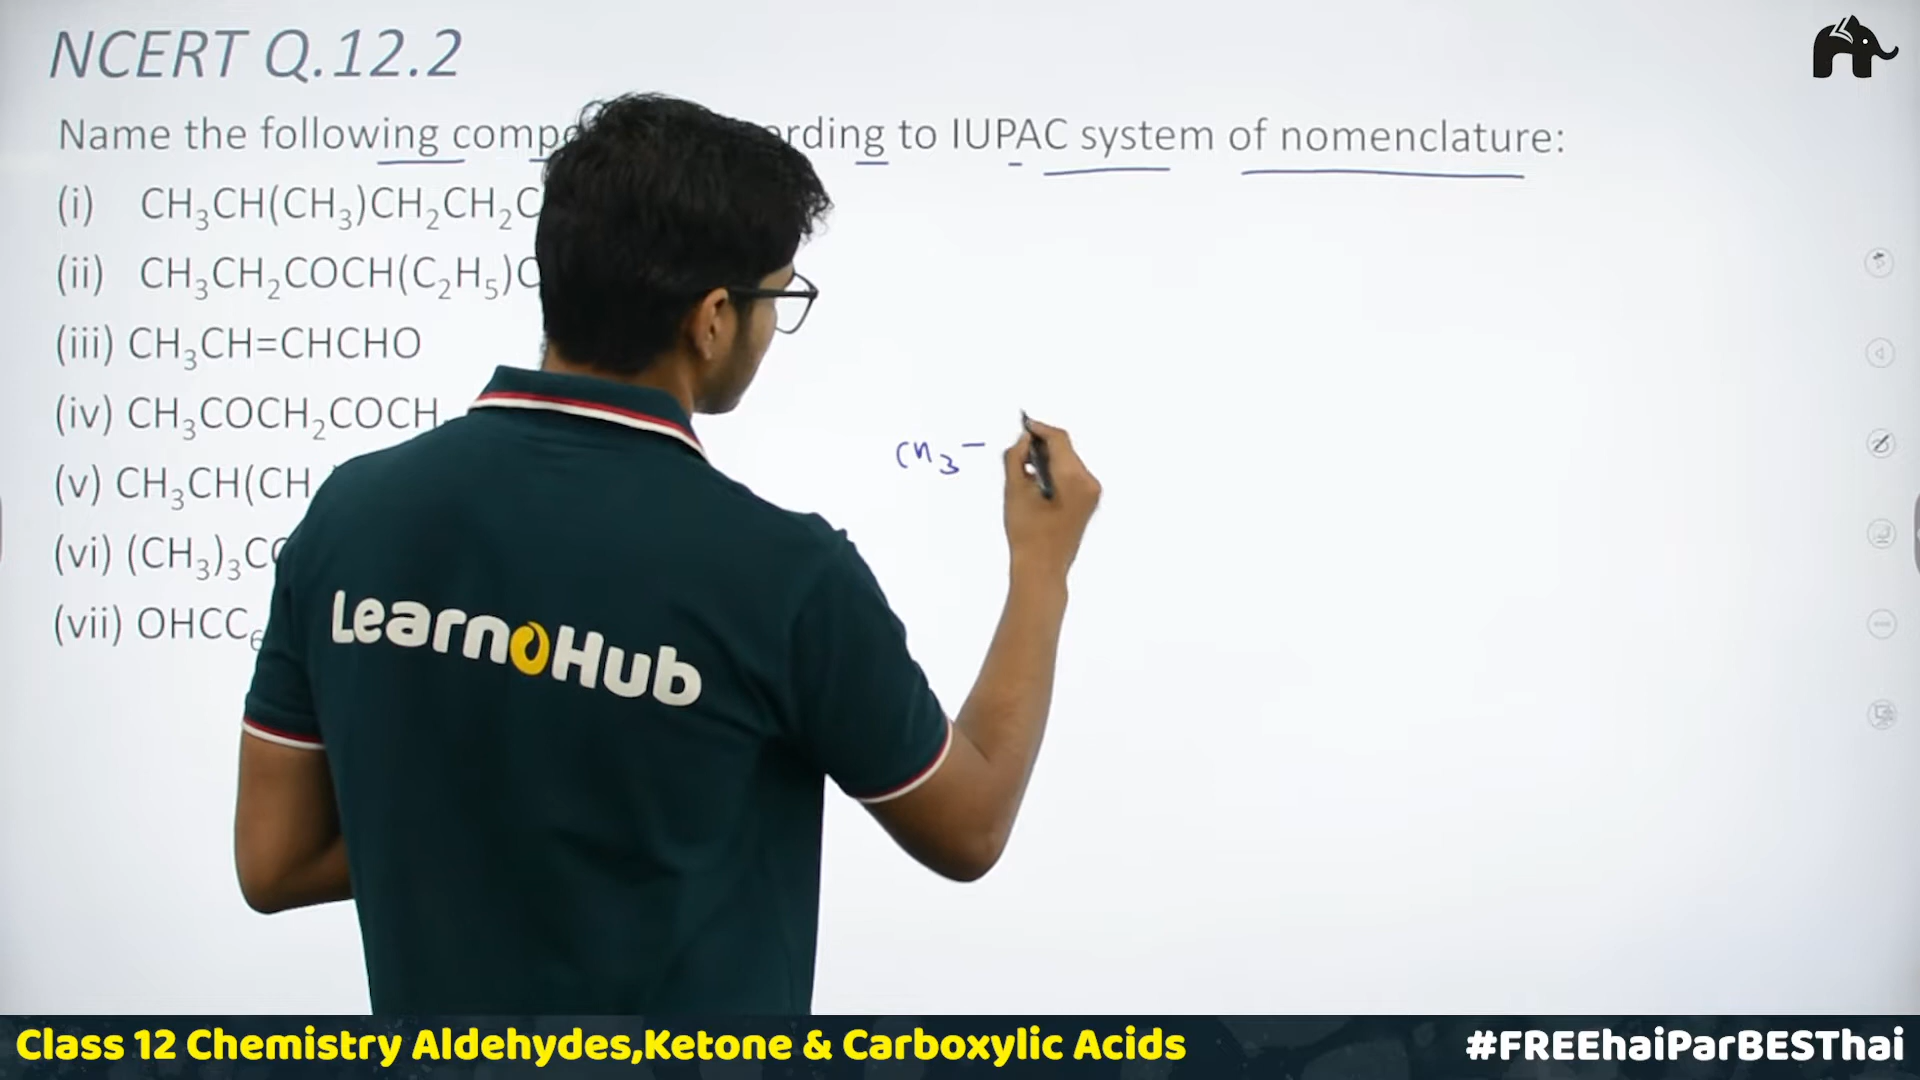 NCERT Q.12.2
Name the following comp rding to IUPAC system of nomenclature:
(i) CH₃CH(CH₃)CH₂CH₂C
(ii) CH₃CH₂COCH(C₂H₅)C
(iii) CH₃CH=CHCHO
(iv) CH₃COCH₂COCH
CH₃-
(v) CH₃CH(CH
(vi) (CH₃)₃CC
(vii) OHCC₆
LearnoHub
Class 12 Chemistry Aldehydes,Ketone & Carboxylic Acids
#FREEhaiParBESThai